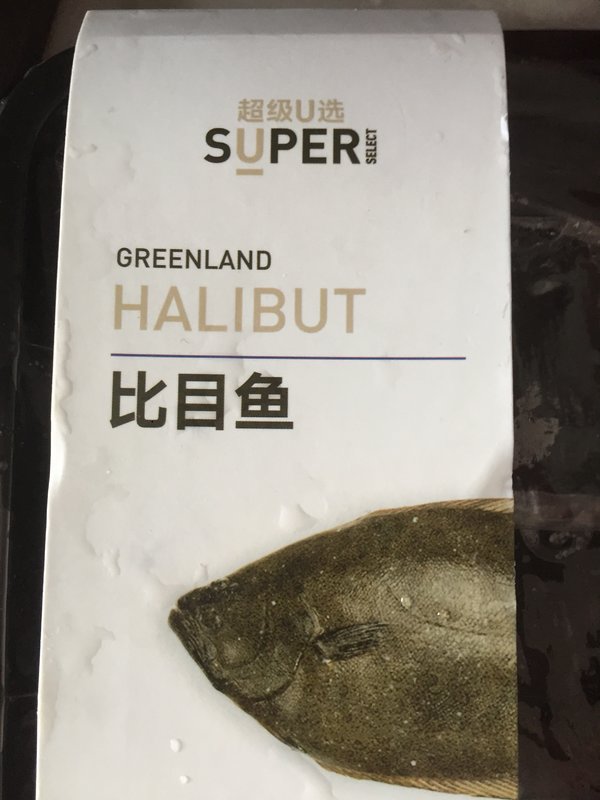 超级U选
SUPER SELECT
GREENLAND
HALIBUT
比目鱼